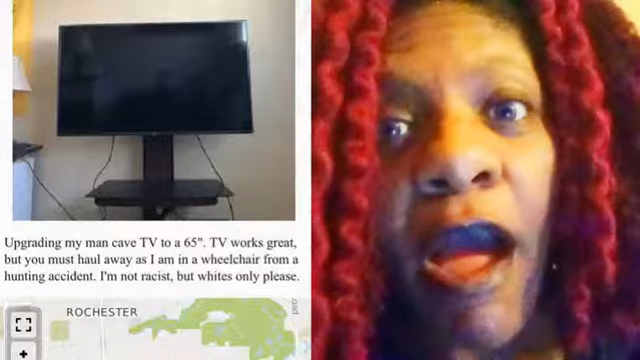 Upgrading my man cave TV to a 65". TV works great,
but you must haul away as I am in a wheelchair from a
hunting accident. I'm not racist, but whites only please.
ROCHESTER